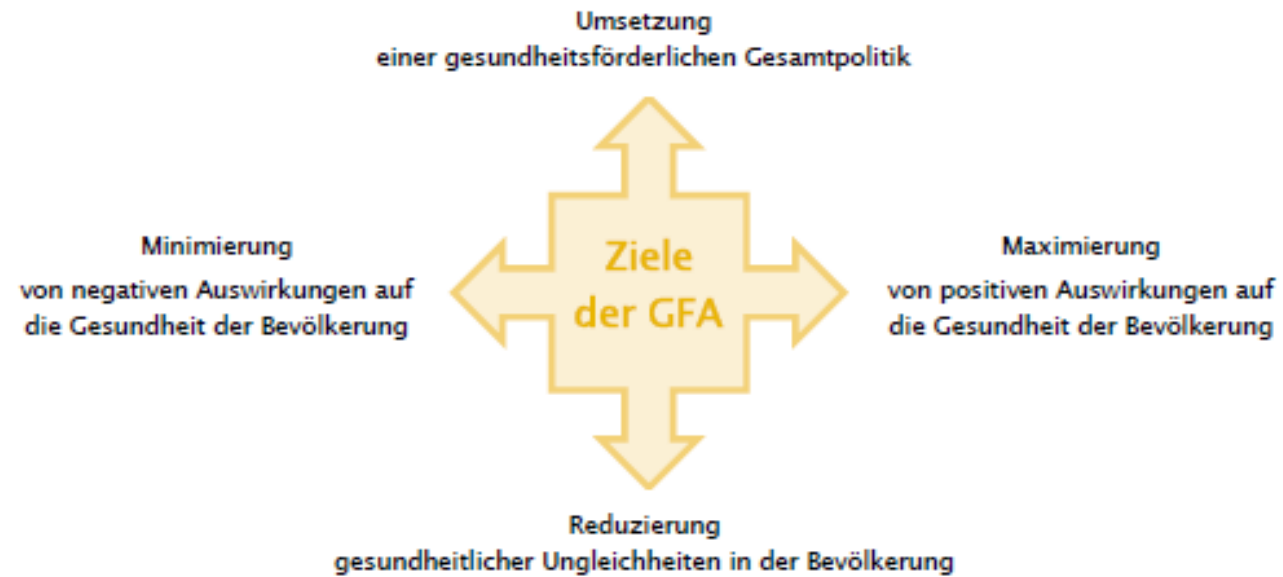 Umsetzung
einer gesundheitsförderlichen Gesamtpolitik
Minimierung
von negativen Auswirkungen auf
die Gesundheit der Bevölkerung
Ziele
der GFA
Maximierung
von positiven Auswirkungen auf
die Gesundheit der Bevölkerung
Reduzierung
gesundheitlicher Ungleichheiten in der Bevölkerung